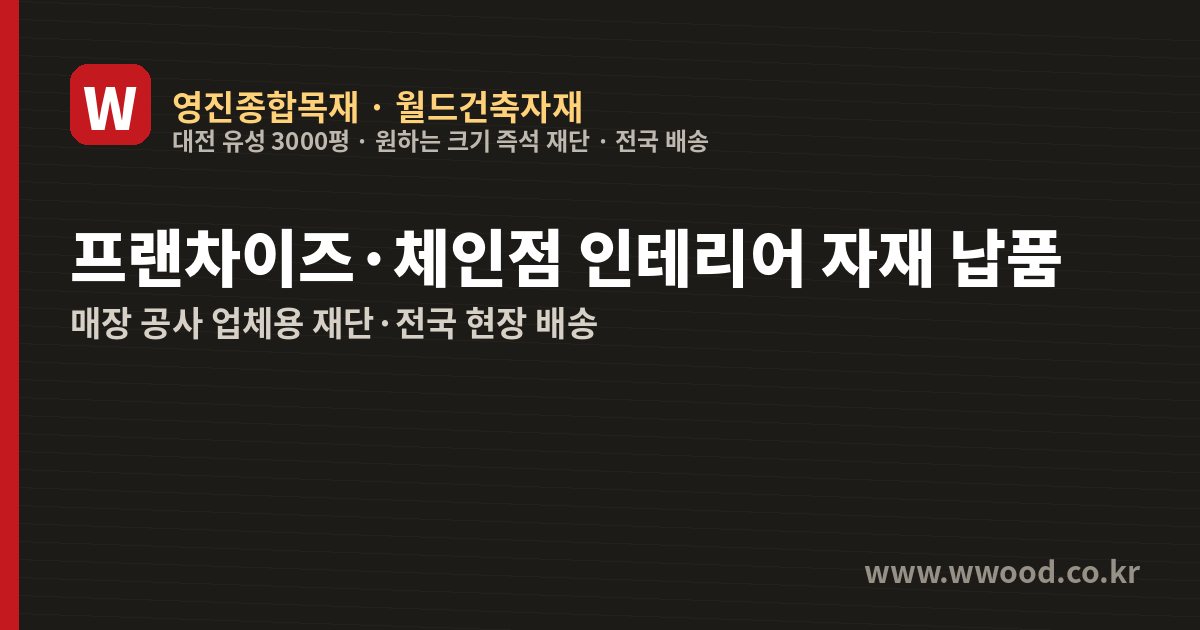 W
영진종합목재 · 월드건축자재
대전 유성 3000평 · 원하는 크기 즉석 재단 · 전국 배송
프랜차이즈·체인점 인테리어 자재 납품
매장 공사 업체용 재단·전국 현장 배송
www.wwood.co.kr